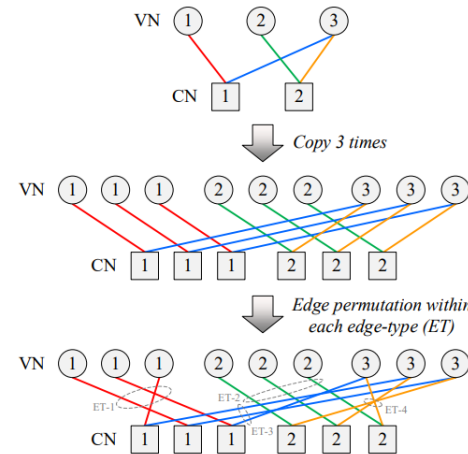 VN 1 2 3
CN 1 2
Copy 3 times
VN 1 1 1 2 2 2 3 3 3
CN 1 1 1 2 2 2
Edge permutation within
each edge-type (ET)
VN 1 1 1 2 2 2 3 3 3
ET-1 ET-2 ET-4
ET-3
CN 1 1 1 2 2 2